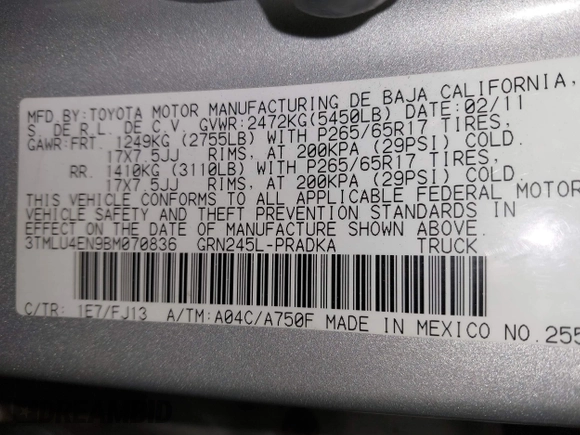 MFD.BY:TOYOTA MOTOR MANUFACTURING DE BAJA CALIFORNIA,
S. DE R.L. DE C.V. GVWR:2472KG(5450LB) DATE:02/11
GAWR:FRT. 1249KG (2755LB) WITH P265/65R17 TIRES,
17X7.5JJ RIMS, AT 200KPA (29PSI) COLD.
RR. 1410KG (3110LB) WITH P265/65R17 TIRES,
17X7.5JJ RIMS, AT 200KPA (29PSI) COLD.
THIS VEHICLE CONFORMS TO ALL APPLICABLE FEDERAL MOTOR
VEHICLE SAFETY AND THEFT PREVENTION STANDARDS IN
EFFECT ON THE DATE OF MANUFACTURE SHOWN ABOVE.
3TMLU4EN9BM070836 GRN245L-PRADKA TRUCK
C/TR: 1E7/FJ13 A/TM:A04C/A750F MADE IN MEXICO NO.255